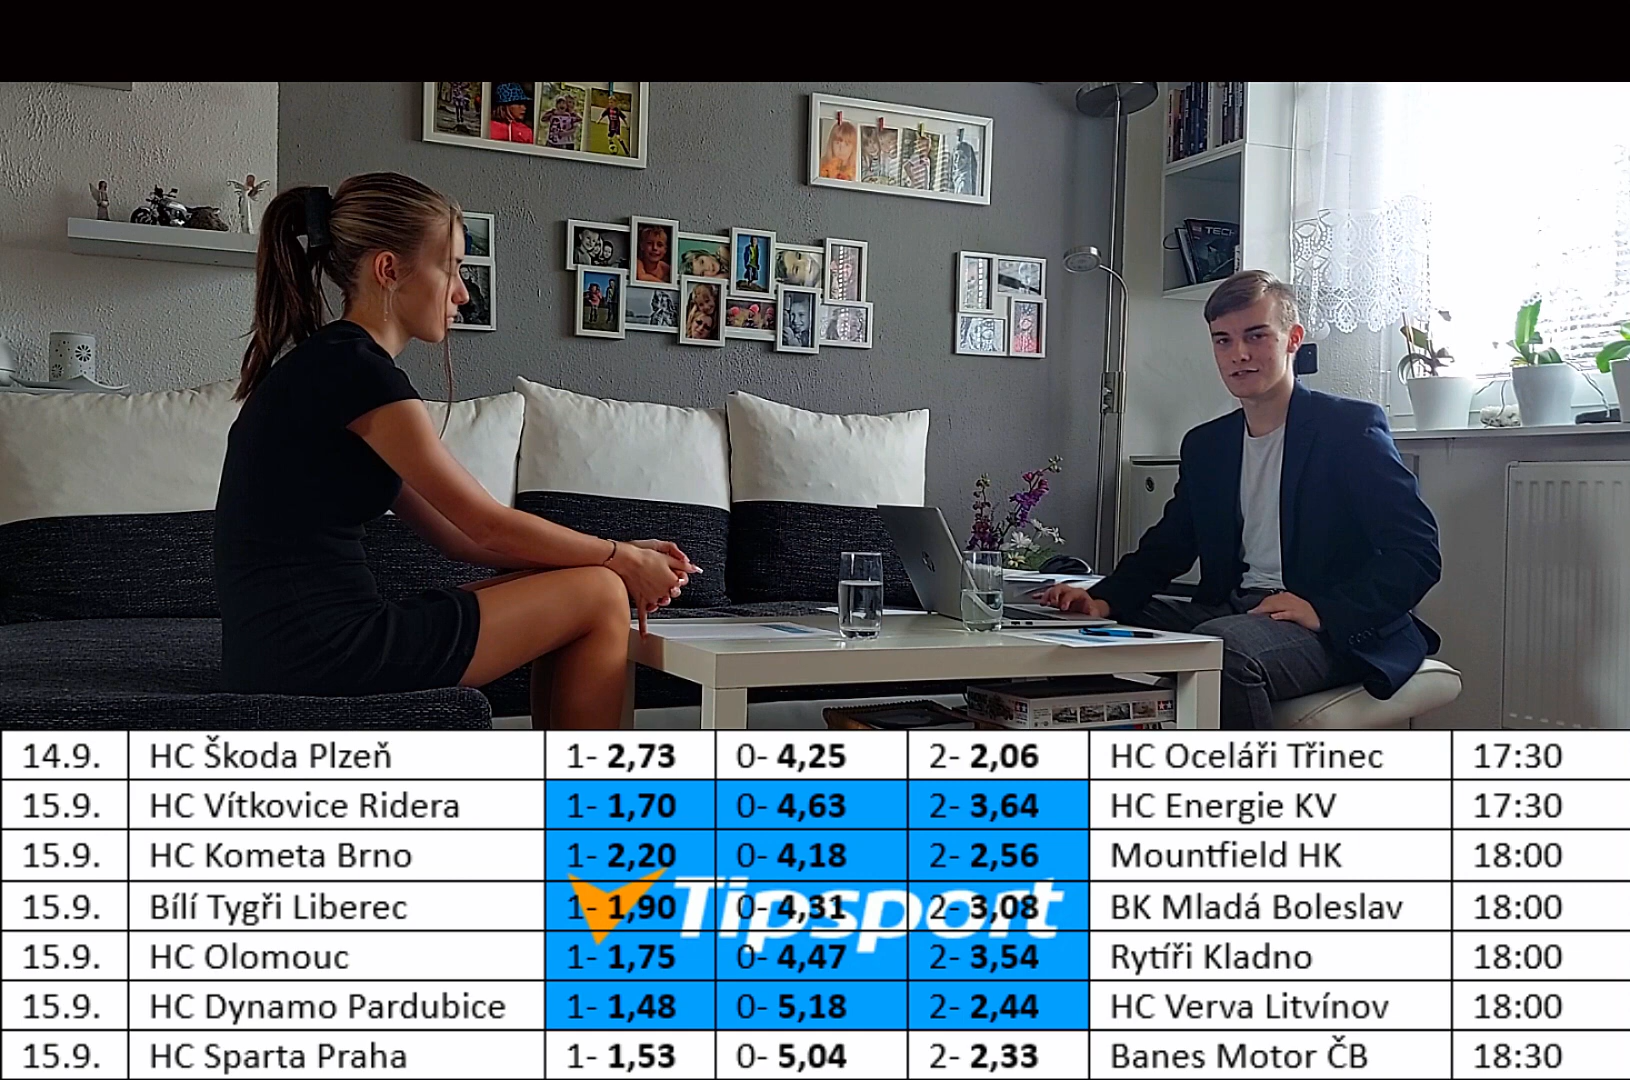 TECH
14.9. HC Škoda Plzeň 1- 2,73 0- 4,25 2- 2,06 HC Oceláři Třinec 17:30
15.9. HC Vítkovice Ridera 1- 1,70 0- 4,63 2- 3,64 HC Energie KV 17:30
15.9. HC Kometa Brno 1- 2,20 0- 4,18 2- 2,56 Mountfield HK 18:00
Tipsport
15.9. Bílí Tygři Liberec 1- 1,90 0- 4,31 2- 3,08 BK Mladá Boleslav 18:00
15.9. HC Olomouc 1- 1,75 0- 4,47 2- 3,54 Rytíři Kladno 18:00
15.9. HC Dynamo Pardubice 1- 1,48 0- 5,18 2- 2,44 HC Verva Litvínov 18:00
15.9. HC Sparta Praha 1- 1,53 0- 5,04 2- 2,33 Banes Motor ČB 18:30